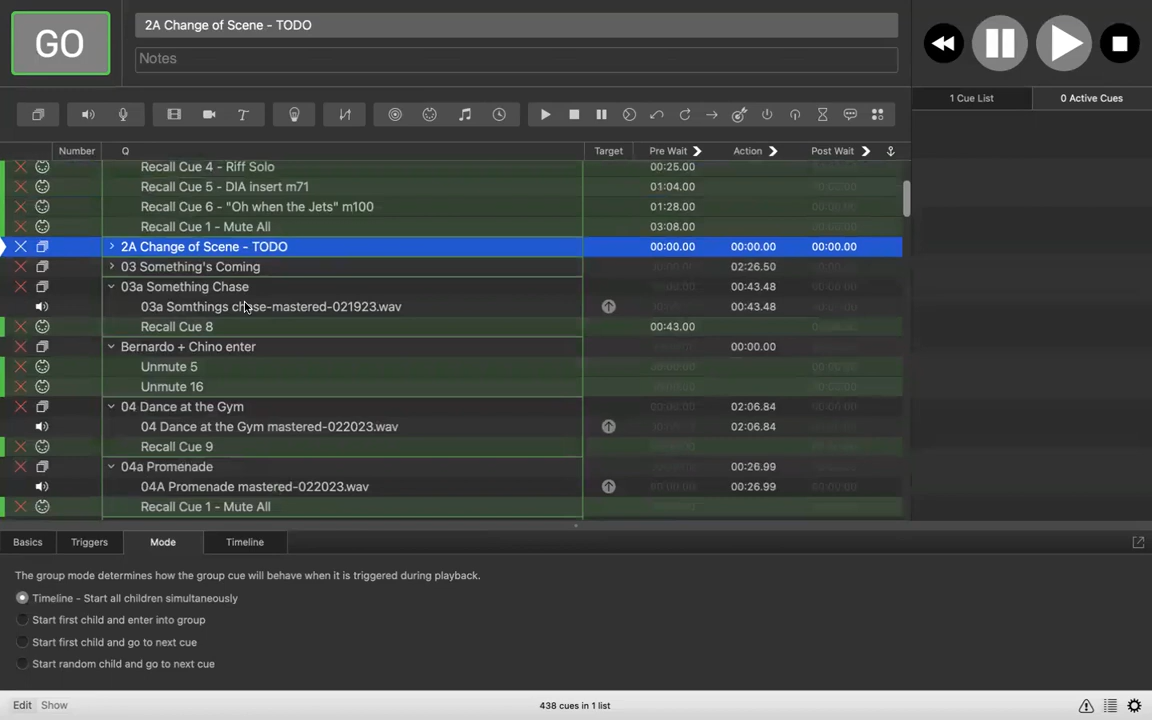 GO
2A Change of Scene - TODO
Notes
1 Cue List
0 Active Cues
Number Q Target Pre Wait Action Post Wait
Recall Cue 4 - Riff Solo 00:25.00
Recall Cue 5 - DIA insert m71 01:04.00
Recall Cue 6 - "Oh when the Jets" m100 01:28.00
Recall Cue 1 - Mute All 03:08.00
2A Change of Scene - TODO 00:00.00 00:00.00 00:00.00
03 Something's Coming 02:26.50
03a Something Chase 00:43.48
03a Somthings chase-mastered-021923.wav 00:43.48
Recall Cue 8 00:43.00
Bernardo + Chino enter 00:00.00
Unmute 5
Unmute 16
04 Dance at the Gym 02:06.84
04 Dance at the Gym mastered-022023.wav 02:06.84
Recall Cue 9
04a Promenade 00:26.99
04A Promenade mastered-022023.wav 00:26.99
Recall Cue 1 - Mute All
Basics Triggers Mode Timeline
The group mode determines how the group cue will behave when it is triggered during playback.
Timeline - Start all children simultaneously
Start first child and enter into group
Start first child and go to next cue
Start random child and go to next cue
Edit Show
438 cues in 1 list